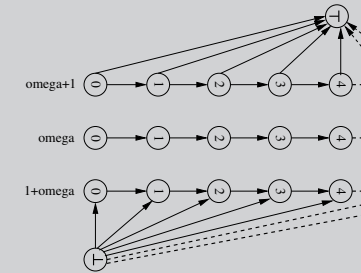 ⊤
omega+1 0 1 2 3 4
omega 0 1 2 3 4
1+omega 0 1 2 3 4
⊥